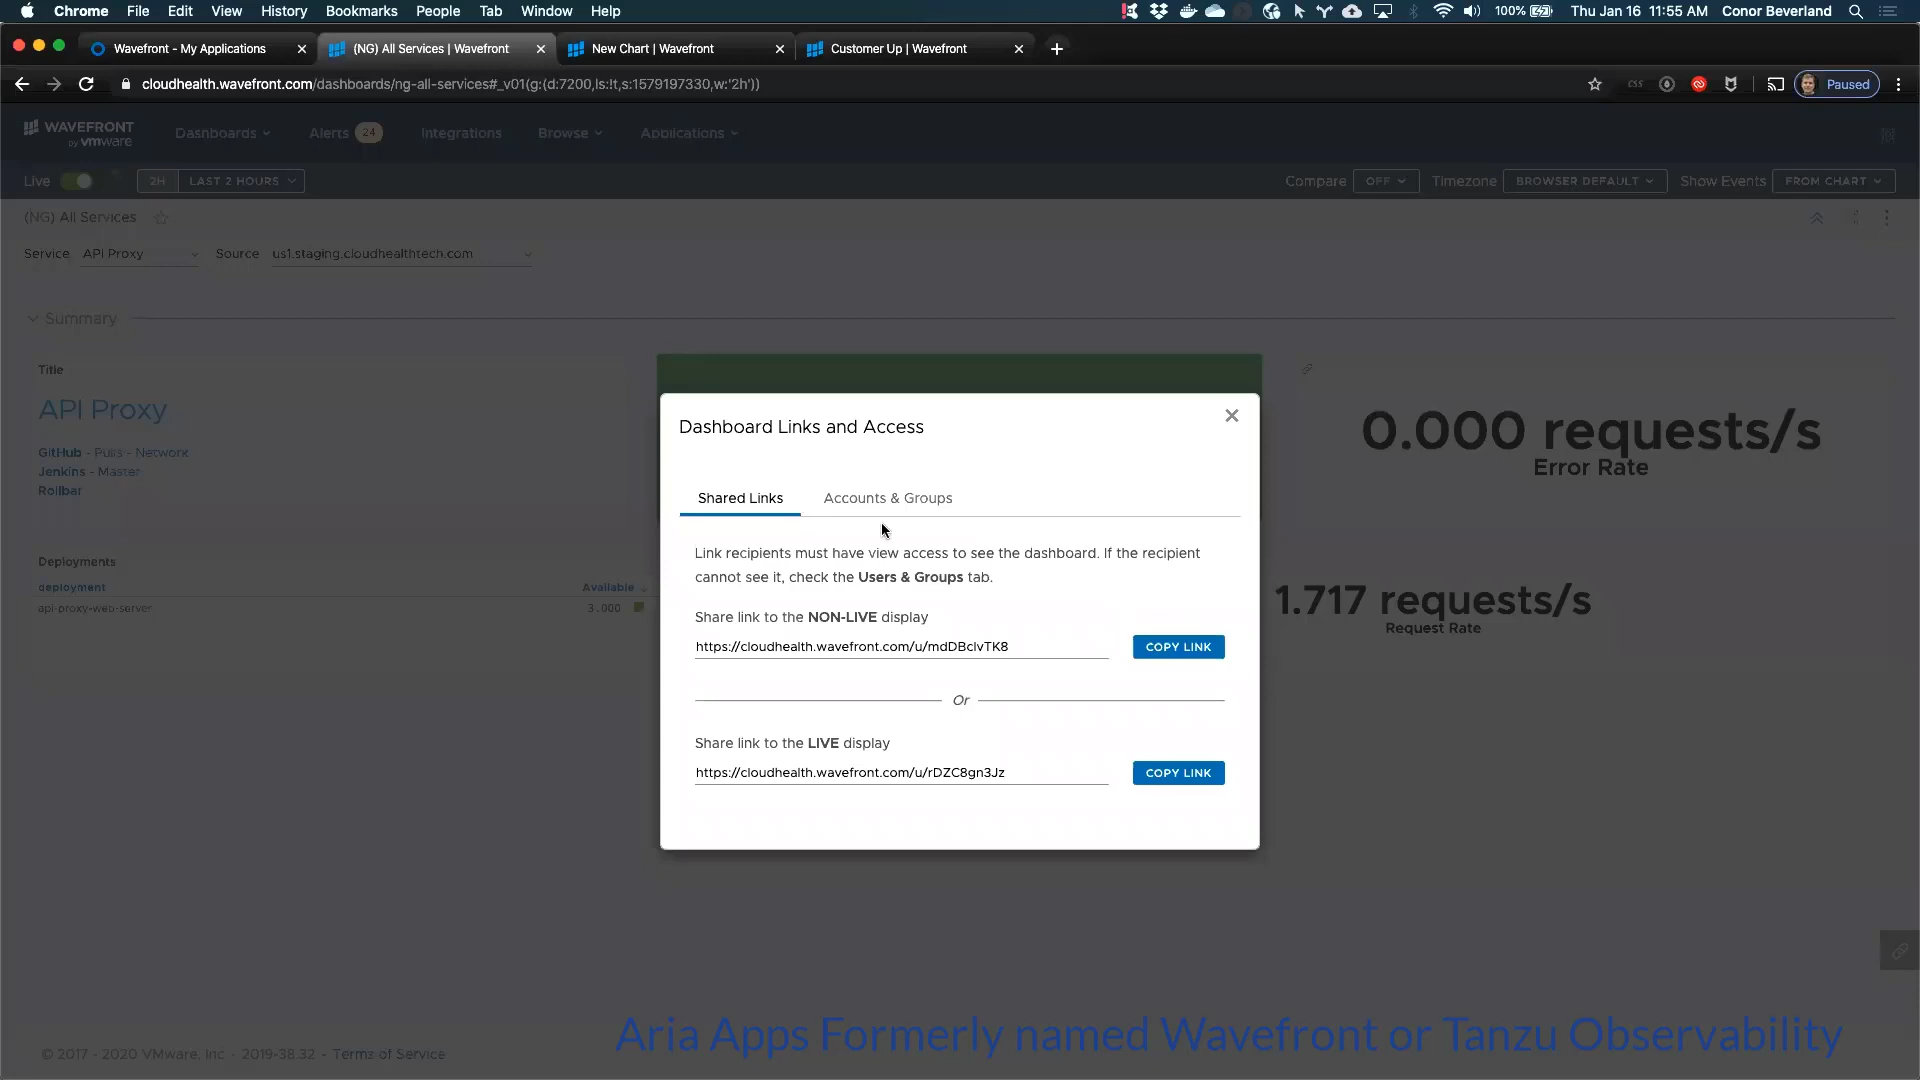 Chrome File Edit View History Bookmarks People Tab Window Help 100% Thu Jan 16 11:55 AM Conor Beverland
Wavefront - My Applications (NG) All Services | Wavefront New Chart | Wavefront Customer Up | Wavefront
cloudhealth.wavefront.com/dashboards/ng-all-services#_v01(g:(d:7200,ls:!t,s:1579197330,w:'2h')) CSS Paused
WAVEFRONT by vmware Dashboards Alerts 24 Integrations Browse Applications
Live 2H LAST 2 HOURS Compare OFF Timezone BROWSER DEFAULT Show Events FROM CHART
(NG) All Services
Service API Proxy Source us1.staging.cloudhealthtech.com
Summary
Title
API Proxy
GitHub - Pulls - Network
Jenkins - Master
Rollbar
Deployments
deployment Available
api-proxy-web-server 3.000
Dashboard Links and Access
Shared Links Accounts & Groups
Link recipients must have view access to see the dashboard. If the recipient
cannot see it, check the Users & Groups tab.
Share link to the NON-LIVE display
https://cloudhealth.wavefront.com/u/mdDBclvTK8 COPY LINK
Or
Share link to the LIVE display
https://cloudhealth.wavefront.com/u/rDZC8gn3Jz COPY LINK
0.000 requests/s
Error Rate
1.717 requests/s
Request Rate
© 2017 - 2020 VMware, Inc - 2019-38.32 - Terms of Service
Aria Apps Formerly named Wavefront or Tanzu Observability